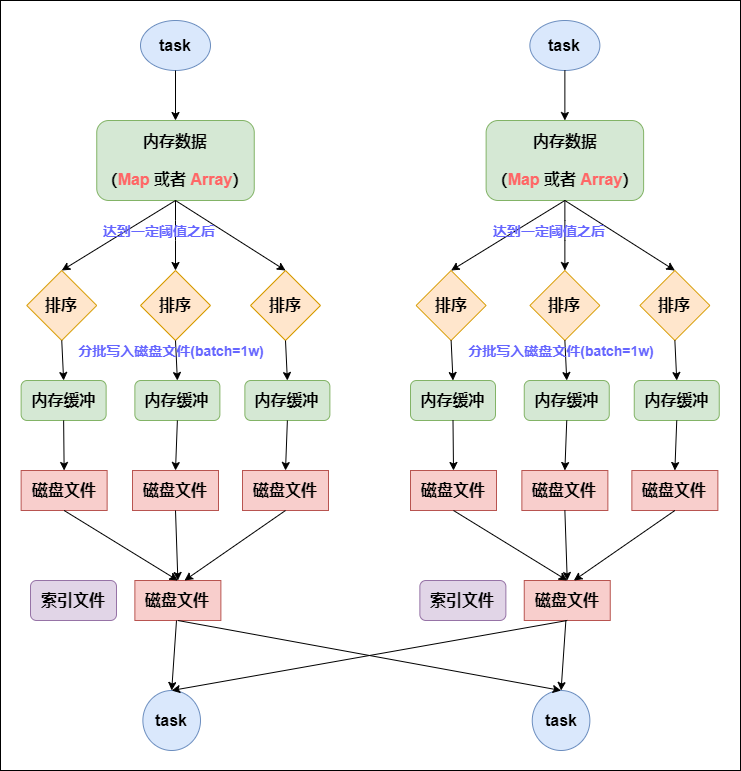 task
task
内存数据
(Map 或者 Array)
内存数据
(Map 或者 Array)
达到一定阈值之后
达到一定阈值之后
排序
排序
排序
排序
排序
排序
分批写入磁盘文件(batch=1w)
分批写入磁盘文件(batch=1w)
内存缓冲
内存缓冲
内存缓冲
内存缓冲
内存缓冲
内存缓冲
磁盘文件
磁盘文件
磁盘文件
磁盘文件
磁盘文件
磁盘文件
索引文件
磁盘文件
索引文件
磁盘文件
task
task